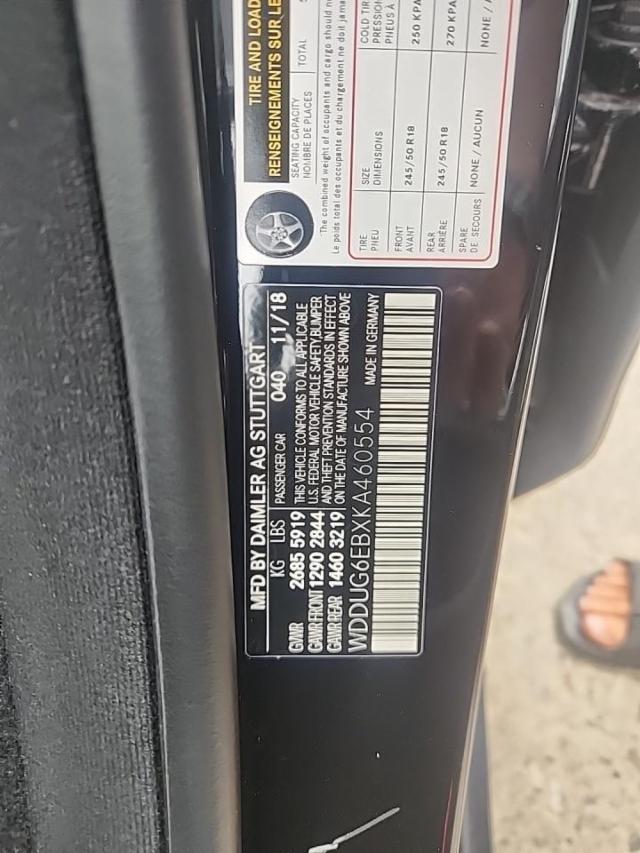 TIRE AND LOAD
RENSEIGNEMENTS SUR LE
SEATING CAPACITY
NOMBRE DE PLACES
TOTAL
The combined weight of occupants and cargo should
Le poids total des occupants et du chargement ne doit jama
TIRE
PNEU
SIZE
DIMENSIONS
COLD TIR
PRESSION
PNEUS À
FRONT
AVANT
245/50 R18
250 KPA
REAR
ARRIÈRE
245/50 R18
270 KPA
SPARE
DE SECOURS
NONE / AUCUN
NONE /
MFD BY DAIMLER AG STUTTGART
KG LBS PASSENGER CAR 040 11/18
GVWR 2685 5919 THIS VEHICLE CONFORMS TO ALL APPLICABLE
GAWR FRONT 1290 2844 U.S. FEDERAL MOTOR VEHICLE SAFETY, BUMPER
GAWR REAR 1460 3219 AND THEFT PREVENTION STANDARDS IN EFFECT
ON THE DATE OF MANUFACTURE SHOWN ABOVE
WDDUG6EBXKA460554 MADE IN GERMANY